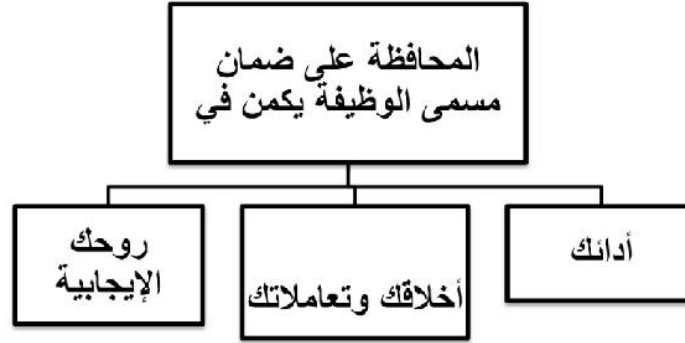 المحافظة على ضمان
مسمى الوظيفة يكمن في
أدائك
أخلاقك وتعاملاتك
روحك
الإيجابية